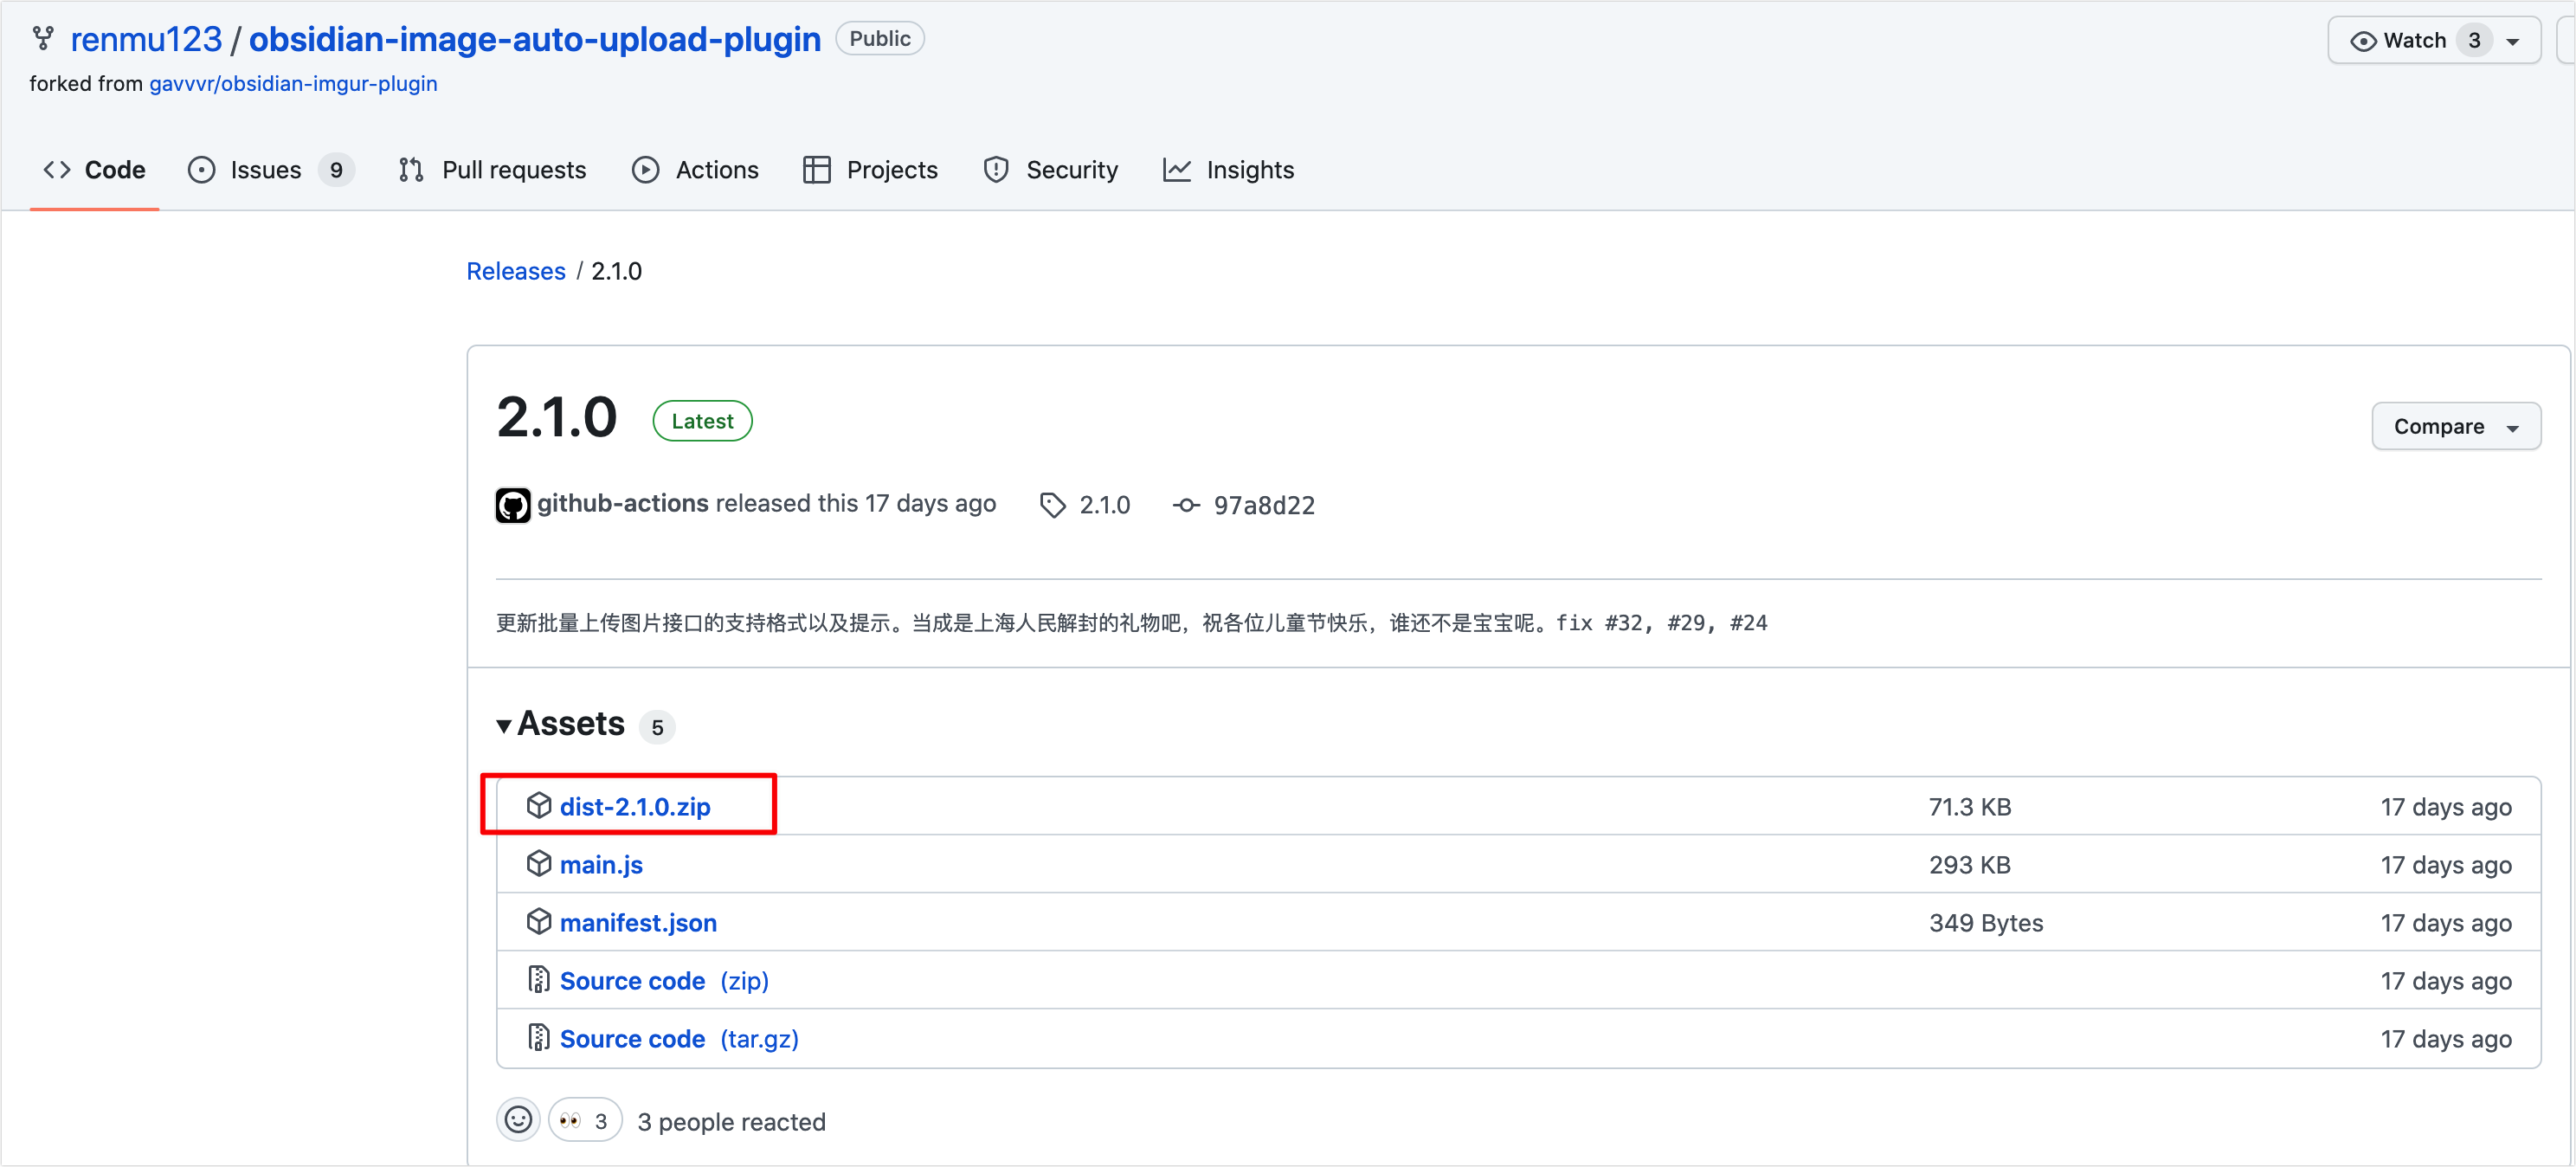 renmu123 / obsidian-image-auto-upload-plugin Public
Watch 3
forked from gavvvr/obsidian-imgur-plugin
Code Issues 9 Pull requests Actions Projects Security Insights
Releases / 2.1.0
2.1.0 Latest
Compare
github-actions released this 17 days ago 2.1.0 97a8d22
更新批量上传图片接口的支持格式以及提示。当成是上海人民解封的礼物吧，祝各位儿童节快乐，谁还不是宝宝呢。fix #32, #29, #24
Assets 5
dist-2.1.0.zip 71.3 KB 17 days ago
main.js 293 KB 17 days ago
manifest.json 349 Bytes 17 days ago
Source code (zip) 17 days ago
Source code (tar.gz) 17 days ago
3 3 people reacted